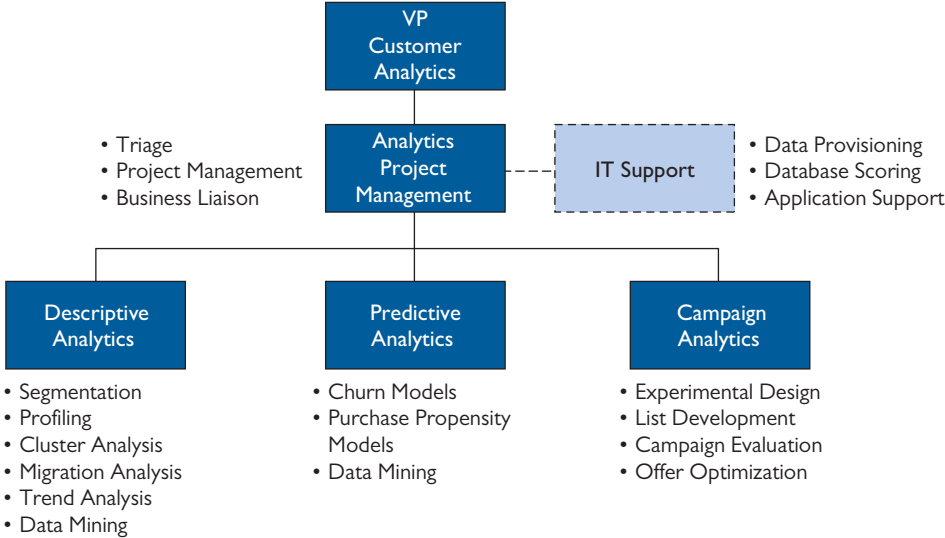 VP
Customer
Analytics
• Triage
• Project Management
• Business Liaison
Analytics
Project
Management
IT Support
• Data Provisioning
• Database Scoring
• Application Support
Descriptive
Analytics
Predictive
Analytics
Campaign
Analytics
• Segmentation
• Profiling
• Cluster Analysis
• Migration Analysis
• Trend Analysis
• Data Mining
• Churn Models
• Purchase Propensity
Models
• Data Mining
• Experimental Design
• List Development
• Campaign Evaluation
• Offer Optimization